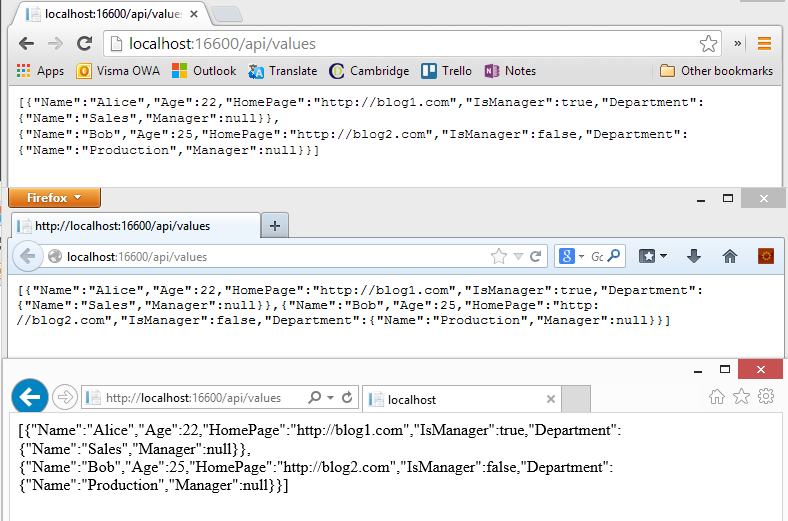 localhost:16600/api/values
localhost:16600/api/values
Apps Visma OWA Outlook Translate Cambridge Trello Notes Other bookmarks
[{"Name":"Alice","Age":22,"HomePage":"http://blog1.com","IsManager":true,"Department":
{"Name":"Sales","Manager":null}},
{"Name":"Bob","Age":25,"HomePage":"http://blog2.com","IsManager":false,"Department":
{"Name":"Production","Manager":null}}]
Firefox
http://localhost:16600/api/values
localhost:16600/api/values
[{"Name":"Alice","Age":22,"HomePage":"http://blog1.com","IsManager":true,"Department":
{"Name":"Sales","Manager":null}},{"Name":"Bob","Age":25,"HomePage":"http:
//blog2.com","IsManager":false,"Department":{"Name":"Production","Manager":null}}]
http://localhost:16600/api/values localhost
[{"Name":"Alice","Age":22,"HomePage":"http://blog1.com","IsManager":true,"Department":
{"Name":"Sales","Manager":null}},
{"Name":"Bob","Age":25,"HomePage":"http://blog2.com","IsManager":false,"Department":
{"Name":"Production","Manager":null}}]